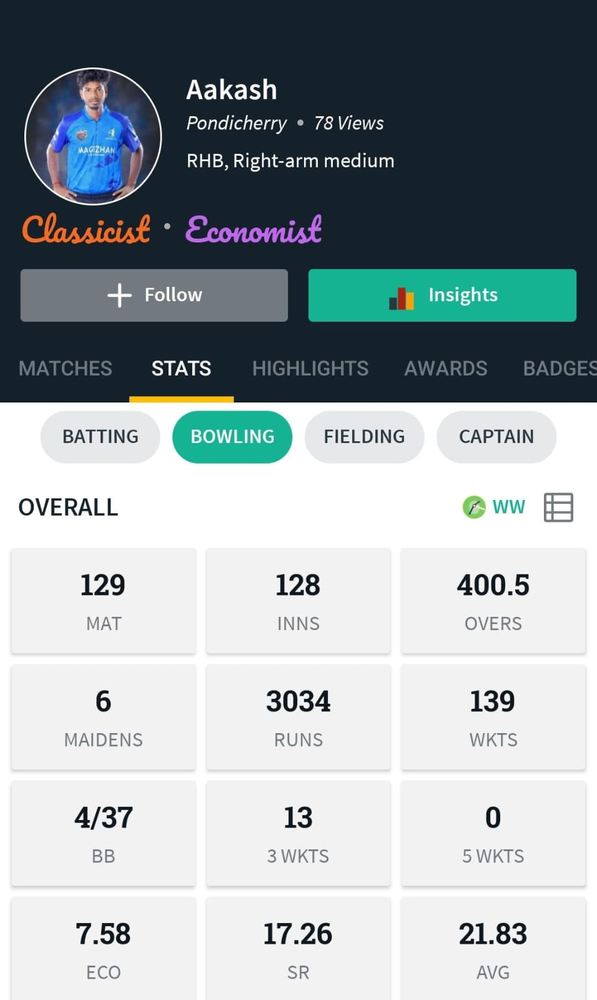 Aakash
Pondicherry • 78 Views
RHB, Right-arm medium
MAGIZHAN
Classicist • Economist
+ Follow
Insights
MATCHES STATS HIGHLIGHTS AWARDS BADGES
BATTING BOWLING FIELDING CAPTAIN
OVERALL WW
129 128 400.5
MAT INNS OVERS
6 3034 139
MAIDENS RUNS WKTS
4/37 13 0
BB 3 WKTS 5 WKTS
7.58 17.26 21.83
ECO SR AVG